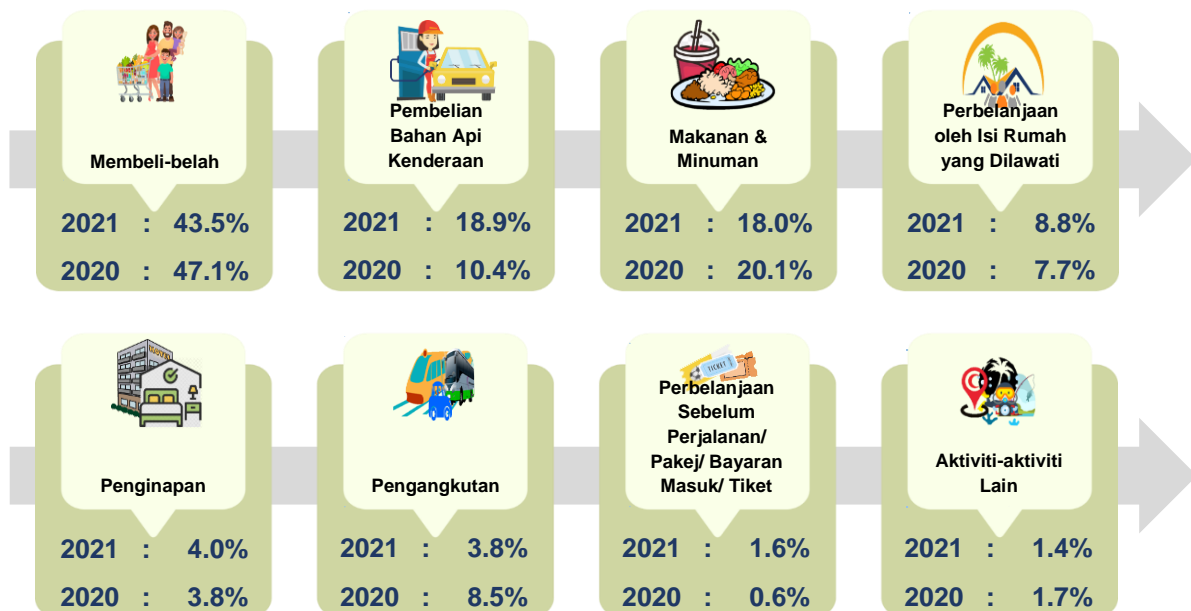 Membeli-belah
2021 : 43.5%
2020 : 47.1%
Pembelian
Bahan Api
Kenderaan
2021 : 18.9%
2020 : 10.4%
Makanan &
Minuman
2021 : 18.0%
2020 : 20.1%
Perbelanjaan
oleh Isi Rumah
yang Dilawati
2021 : 8.8%
2020 : 7.7%
HOTEL
Penginapan
2021 : 4.0%
2020 : 3.8%
Pengangkutan
2021 : 3.8%
2020 : 8.5%
TICKET
Perbelanjaan
Sebelum
Perjalanan/
Pakej/ Bayaran
Masuk/ Tiket
2021 : 1.6%
2020 : 0.6%
Aktiviti-aktiviti
Lain
2021 : 1.4%
2020 : 1.7%